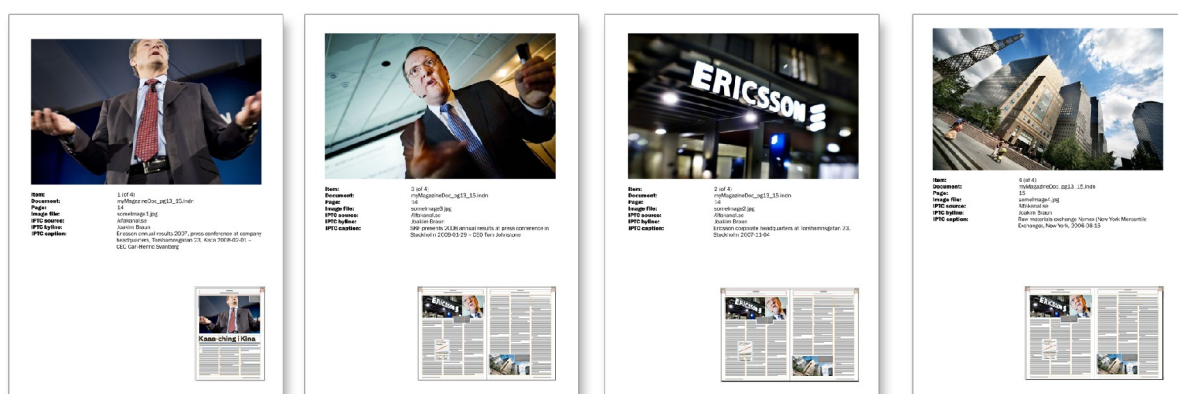 Item: 1 (of 4)
Document: myMagazineDoc_pg13_15.indn
Page: 14
Image file: someImage1.jpg
IPTC source: Affärskanal.se
IPTC byline: Joakim Braun
IPTC caption: Ericsson annual results 2007, press conference at company
headquarters, Torshamnsgatan 23, Kista 2008-02-01 –
CEO Carl-Henric Svanberg
Kaaa-ching i Kina
Item: 3 (of 4)
Document: myMagazineDoc_pg13_15.indn
Page: 14
Image file: someImage3.jpg
IPTC source:
IPTC byline: Joakim Braun
IPTC caption: SKF presents 2008 annual results at press conference in
Stockholm 2009-01-29 – CEO Tom Johnstone
ERICSSON
Item: 2 (of 4)
Document: myMagazineDoc_pg13_15.indn
Page: 14
Image file: someImage2.jpg
IPTC source:
IPTC byline: Joakim Braun
IPTC caption: Ericsson corporate headquarters at Torshamnsgatan 23,
Stockholm 2007-11-04
Item: 4 (of 4)
Document: myMagazineDoc_pg13_15.indn
Page: 15
Image file: someImage4.jpg
IPTC source:
IPTC byline: Joakim Braun
IPTC caption: Raw materials exchange Nymex (New York Mercantile
Exchange), New York, 2006-08-15